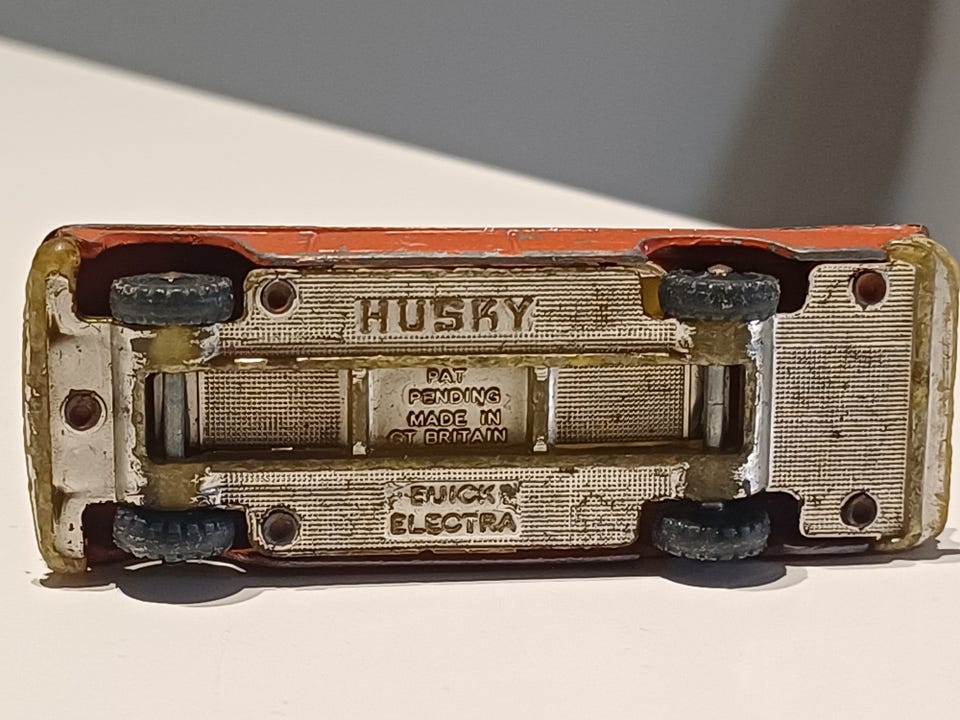 HUSKY
PAT
PENDING
MADE IN
GT BRITAIN
BUICK
ELECTRA